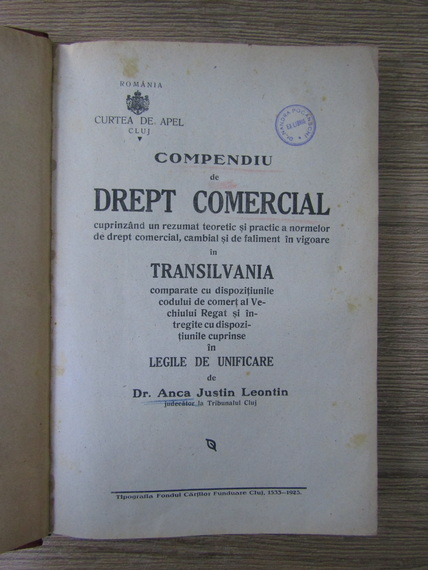 ROMÂNIA
CURTEA DE APEL
CLUJ
COMPENDIU
de
DREPT COMERCIAL
cuprinzând un rezumat teoretic și practic a normelor
de drept comercial, cambial și de faliment în vigoare
în
TRANSILVANIA
comparate cu dispozițiunile
codului de comerț al Ve-
chiului Regat și în-
tregite cu dispozi-
țiunile cuprinse
în
LEGILE DE UNIFICARE
de
Dr. Anca Justin Leontin
judecător la Tribunalul Cluj
Tipografia Fondul Cărților Funduare Cluj, 1555—1925.